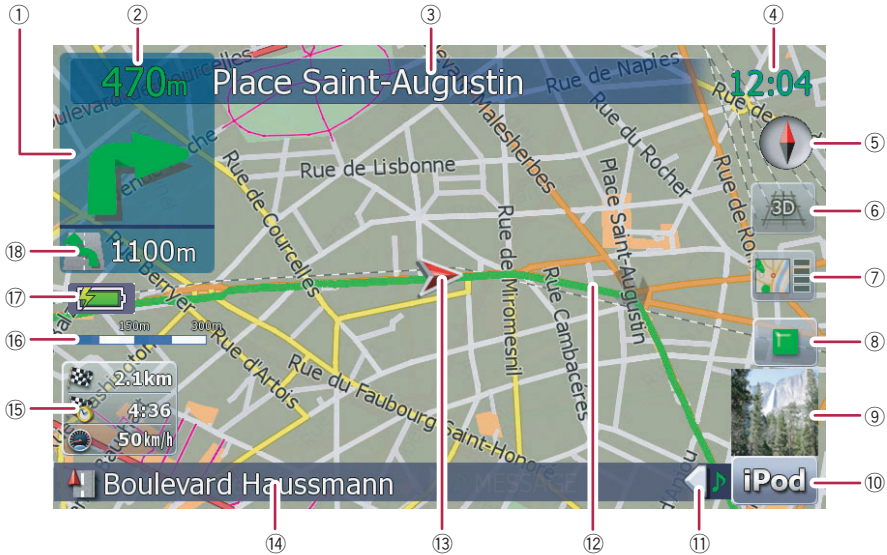 ① ② ③ ④
470m Place Saint-Augustin 12:04
Rue de Naples
Malesherbes
Rue du Rocher
⑤
Rue de Lisbonne
Rue de Courcelles
Place Saint-Augustin
3D ⑥
⑱ 1100m
Rue de Miromesnil
⑦
⑰
Rue Cambacérès
⑯ 150m 300m
⑧
Rue d'Artois
Rue du Faubourg Saint-Honoré
⑮ 2.1km
4:36
50km/h
⑨
MESSAGE
Boulevard Haussmann
iPod ⑩
⑭ ⑬ ⑫ ⑪